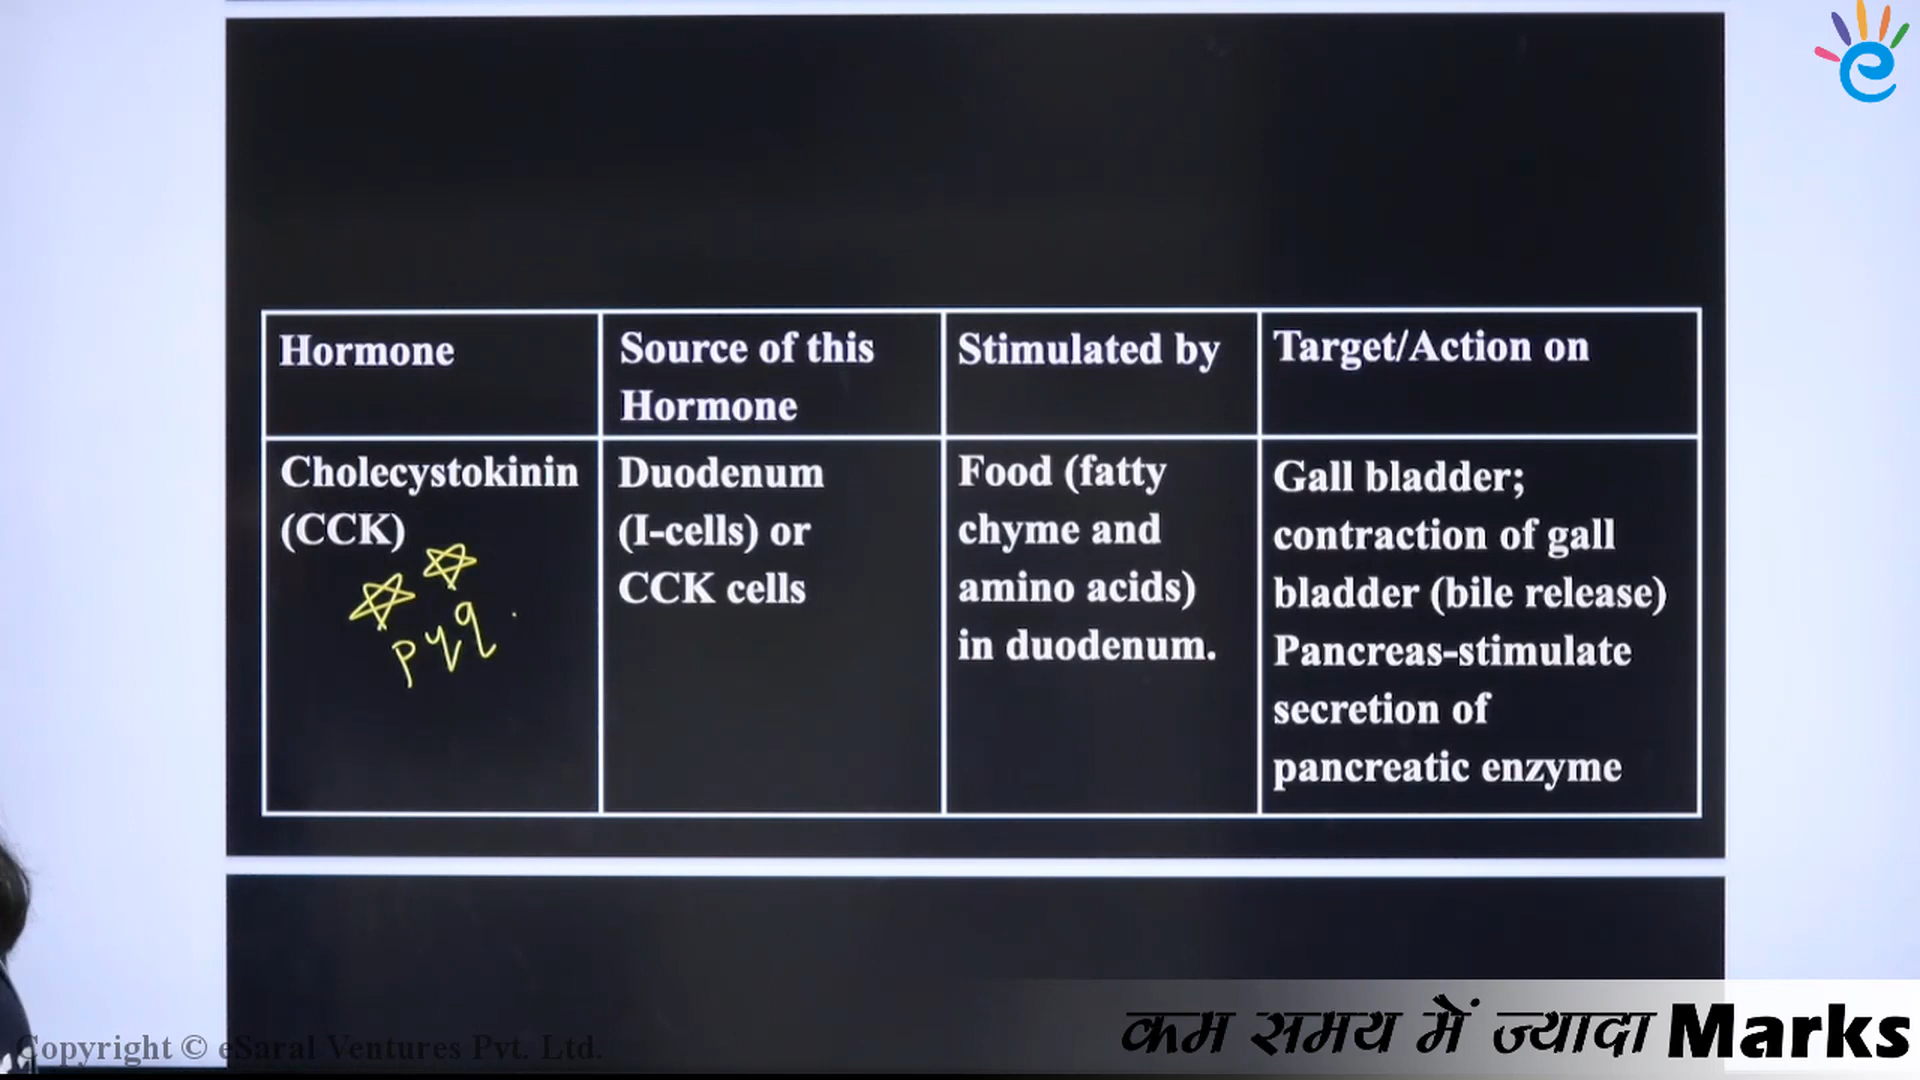 Hormone
Source of this
Hormone
Stimulated by
Target/Action on
Cholecystokinin
(CCK)
pyq.
Duodenum
(I-cells) or
CCK cells
Food (fatty
chyme and
amino acids)
in duodenum.
Gall bladder;
contraction of gall
bladder (bile release)
Pancreas-stimulate
secretion of
pancreatic enzyme
कम समय में ज्यादा Marks
Copyright © eSaral Ventures Pvt. Ltd.